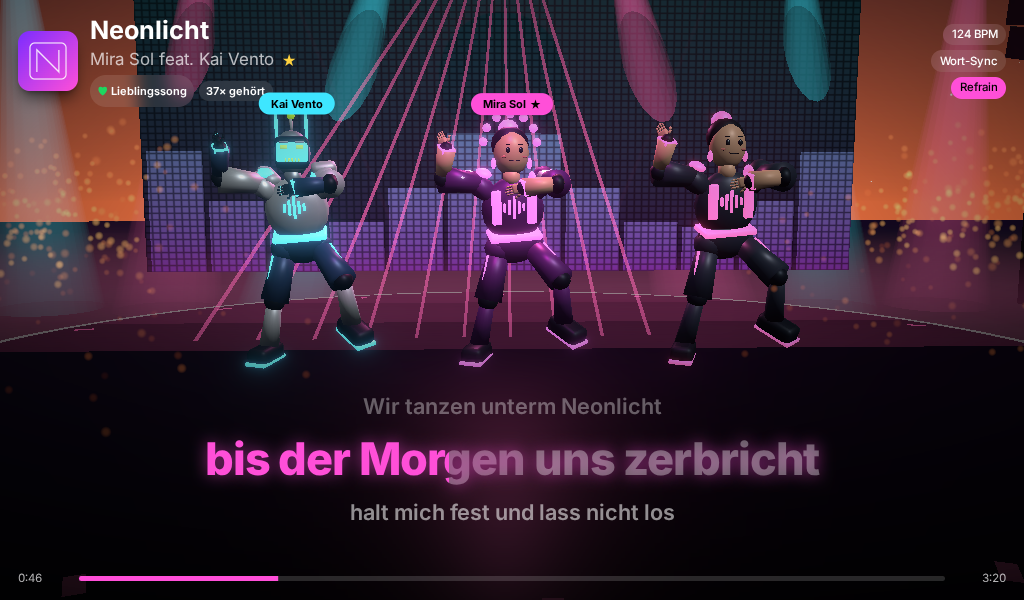 Neonlicht
Mira Sol feat. Kai Vento ★
Lieblingssong
37× gehört
124 BPM
Wort-Sync
Refrain
N
Kai Vento
Mira Sol ★
Wir tanzen unterm Neonlicht
bis der Morgen uns zerbricht
halt mich fest und lass nicht los
0:46
3:20